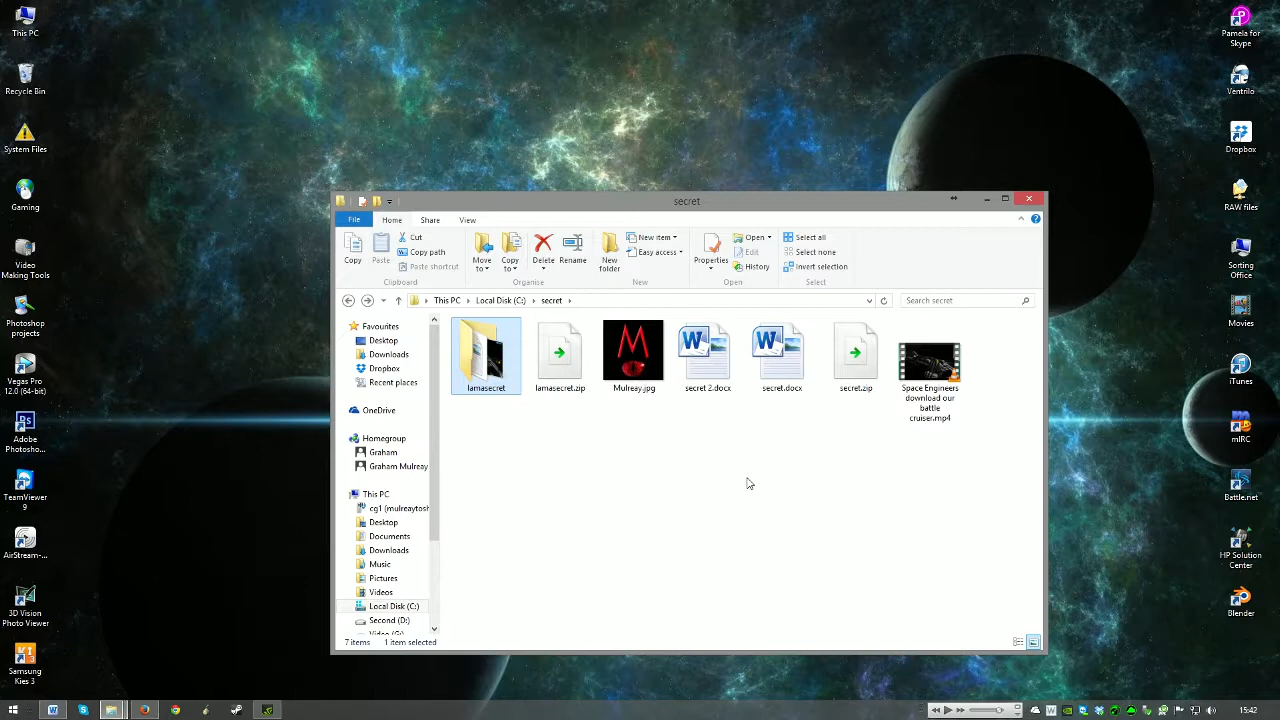 This PC
Recycle Bin
System Files
Gaming
Video
Making Tools
Photoshop
projects
Vegas Pro
12.0 (64-bit)
Adobe
Photosho...
TeamViewer
9
AirStream-...
3D Vision
Photo Viewer
Samsung
Kies 3
secret
File
Home
Share
View
Copy
Paste
Cut
Copy path
Paste shortcut
Clipboard
Move
to
Copy
to
Delete
Rename
Organise
New
folder
New item
Easy access
New
Properties
Open
Edit
History
Open
Select all
Select none
Invert selection
Select
This PC
Local Disk (C:)
secret
Search secret
Favourites
Desktop
Downloads
Dropbox
Recent places
OneDrive
Homegroup
Graham
Graham Mulreay
This PC
cg1 (mulreaytosh
Desktop
Documents
Downloads
Music
Pictures
Videos
Local Disk (C:)
Second (D:)
Video (G:)
Iamasecret
Iamasecret.zip
M
Mulreay.jpg
secret 2.docx
secret.docx
secret.zip
Space Engineers
download our
battle
cruiser.mp4
7 items
1 item selected
Pamela for
Skype
Ventrilo
Dropbox
RAW files
Sorting
Office
Movies
iTunes
mIRC
Battle.net
HP Solution
Center
Blender
15:42